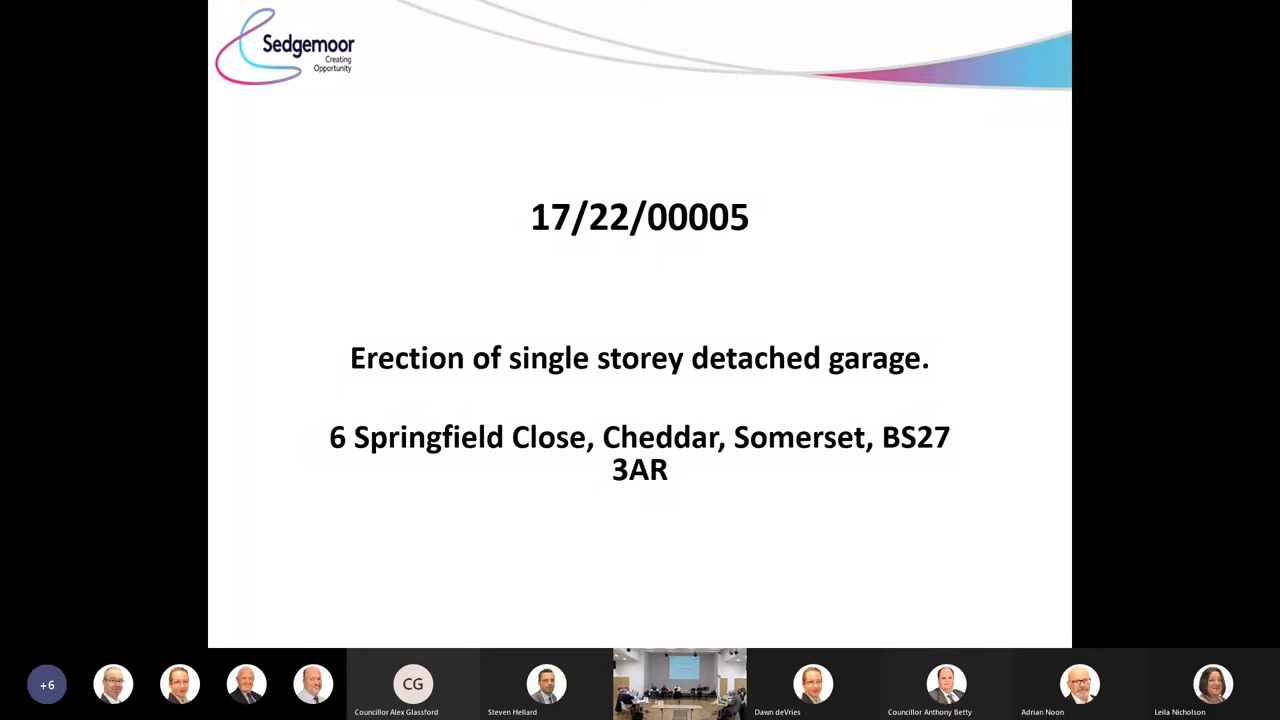 Sedgemoor
Creating
Opportunity
17/22/00005
Erection of single storey detached garage.
6 Springfield Close, Cheddar, Somerset, BS27
3AR
+6
CG
Councillor Alex Glassford
Steven Hellard
Dawn deVries
Councillor Anthony Betty
Adrian Noon
Leila Nicholson